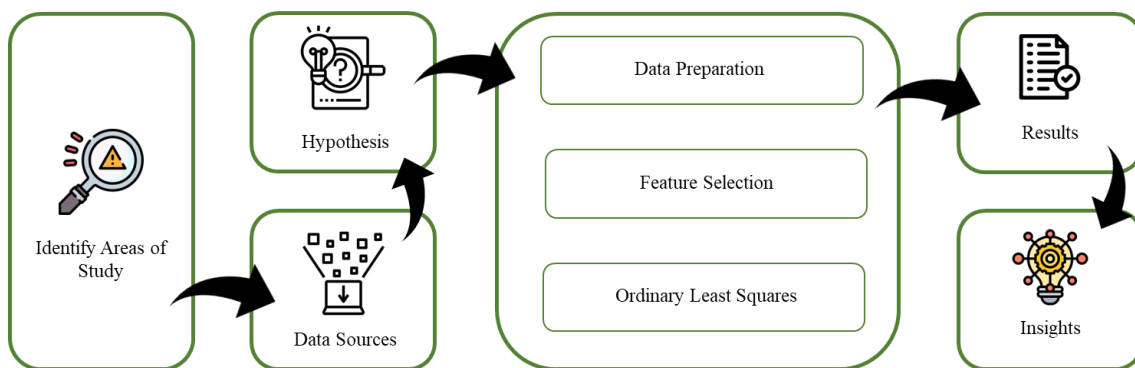 Identify Areas of
Study
Data Sources
Hypothesis
?
Data Preparation
Feature Selection
Ordinary Least Squares
Results
Insights